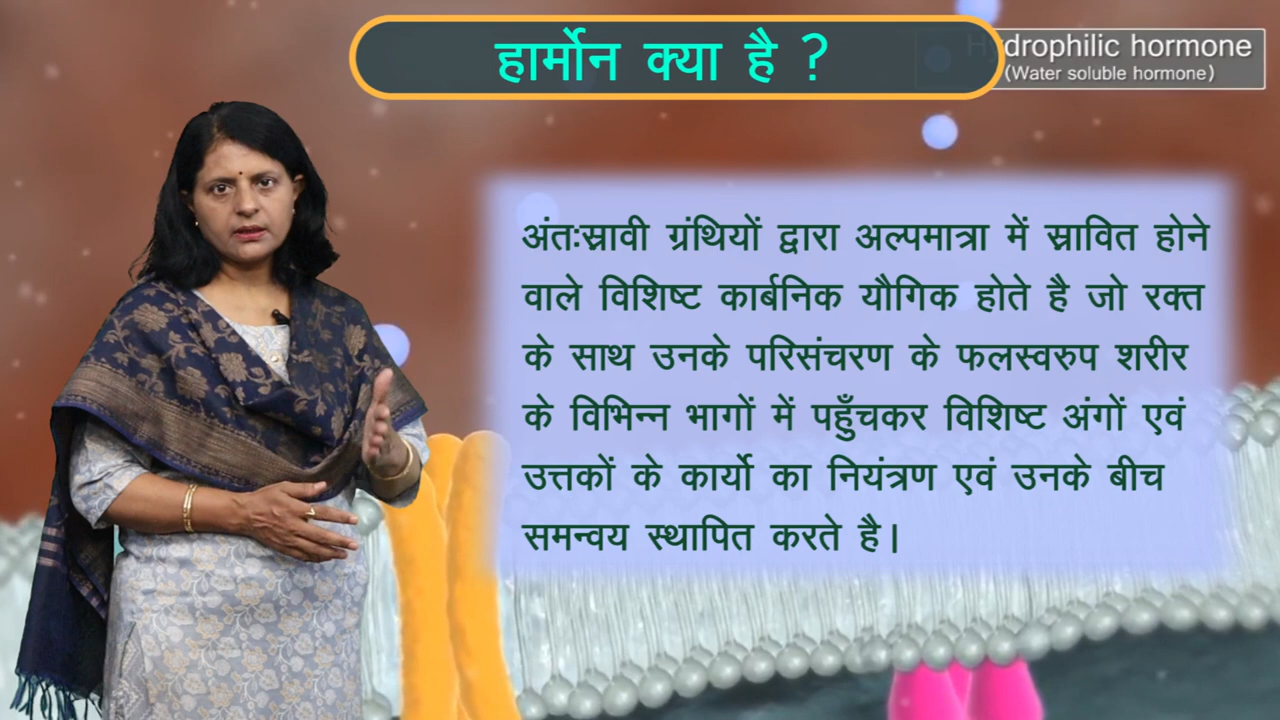 हार्मोन क्या है ?
drophilic hormone
(Water soluble hormone)
अंतःस्रावी ग्रंथियों द्वारा अल्पमात्रा में स्रावित होने
वाले विशिष्ट कार्बनिक यौगिक होते है जो रक्त
के साथ उनके परिसंचरण के फलस्वरुप शरीर
के विभिन्न भागों में पहुँचकर विशिष्ट अंगों एवं
उत्तकों के कार्यो का नियंत्रण एवं उनके बीच
समन्वय स्थापित करते है।